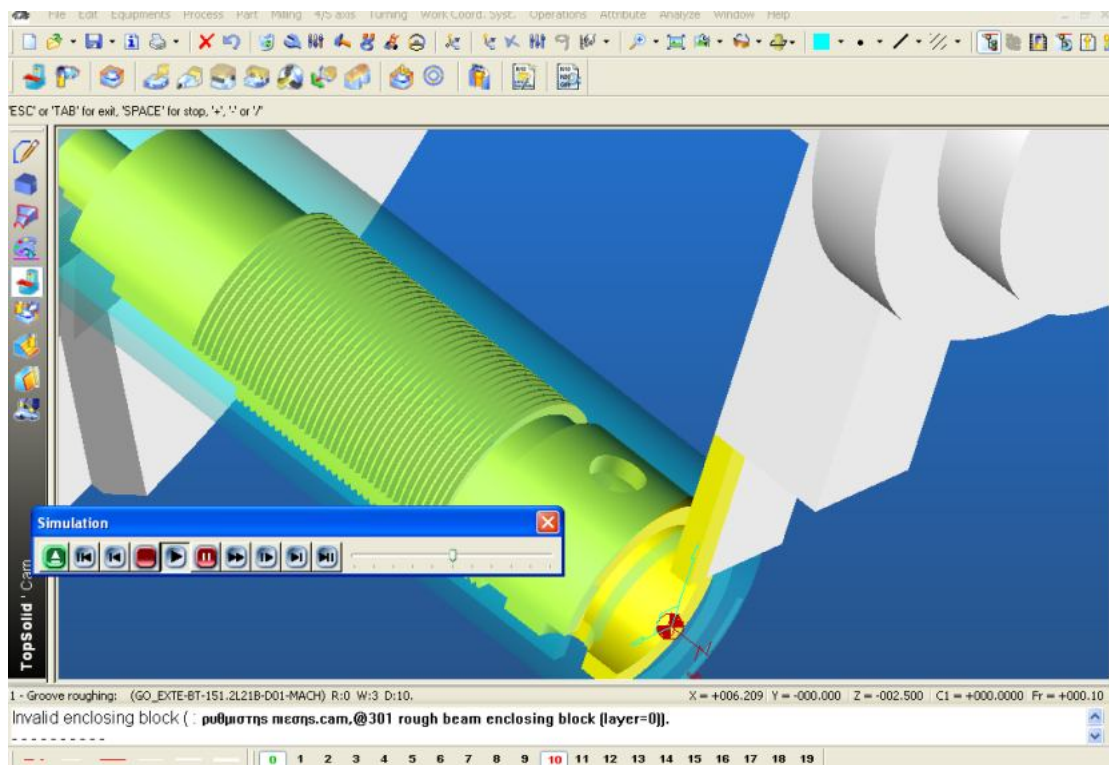 File Edit Equipments Process Part Milling 4/5 axis Turning Work Coord. Syst. Operations Attribute Analyze Window Help
'ESC' or 'TAB' for exit, 'SPACE' for stop, '+', '-' or '/'
Simulation
TopSolid'Cam
1 - Groove roughing: (GO_EXTE-BT-151.2L21B-D01-MACH) R:0 W:3 D:10. X = +006.209 Y = -000.000 Z = -002.500 C1 = +000.0000 Fr = +000.10
Invalid enclosing block ( : ρυθμιστης πιεσης.cam,@301 rough beam enclosing block (layer=0)).
----------
0 1 2 3 4 5 6 7 8 9 10 11 12 13 14 15 16 17 18 19